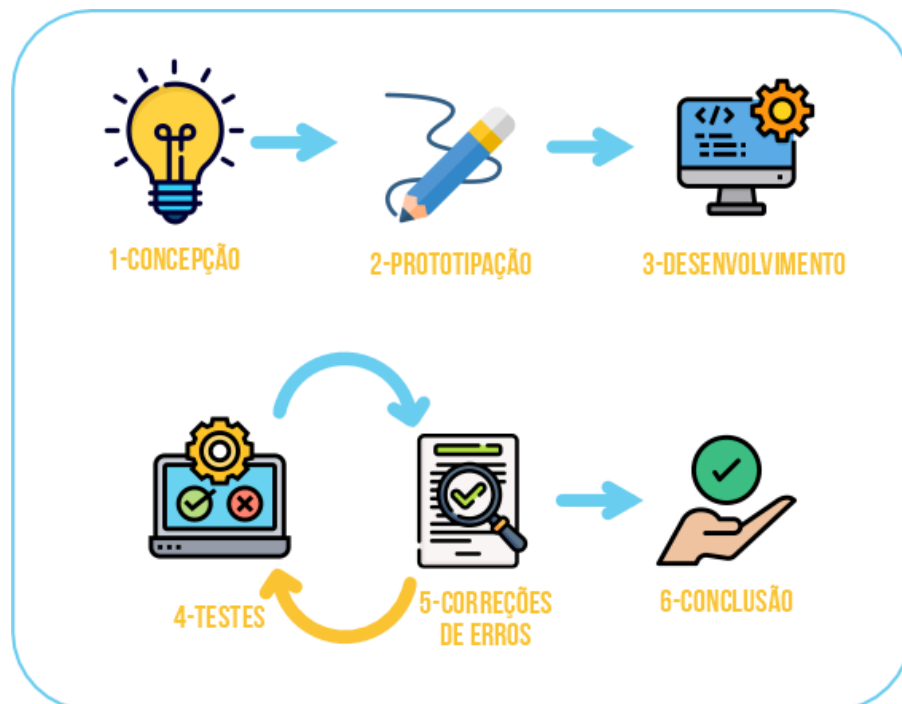 1-CONCEPÇÃO
2-PROTOTIPAÇÃO
3-DESENVOLVIMENTO
</>
4-TESTES
5-CORREÇÕES
DE ERROS
6-CONCLUSÃO